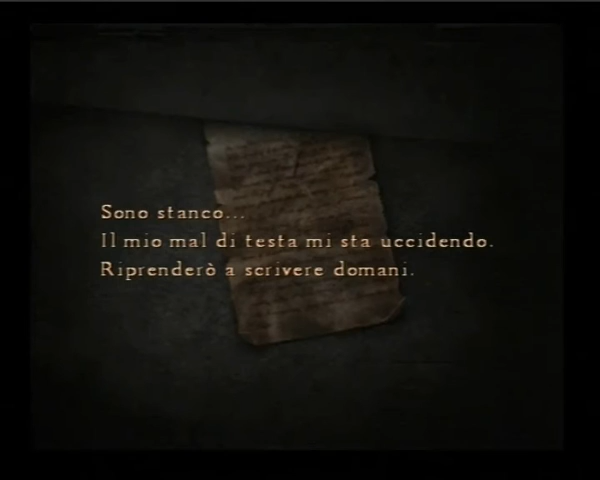 Sono stanco...
Il mio mal di testa mi sta uccidendo.
Riprenderò a scrivere domani.